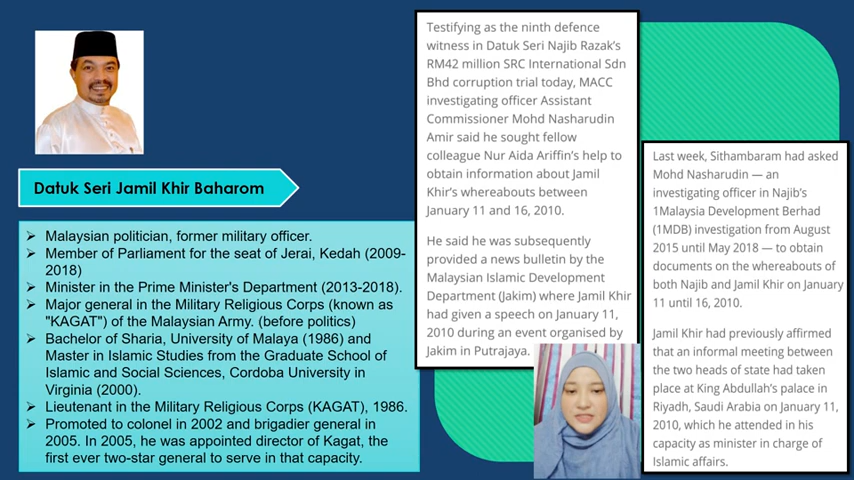 Datuk Seri Jamil Khir Baharom
Malaysian politician, former military officer.
Member of Parliament for the seat of Jerai, Kedah (2009-
2018)
Minister in the Prime Minister's Department (2013-2018).
Major general in the Military Religious Corps (known as
"KAGAT") of the Malaysian Army. (before politics)
Bachelor of Sharia, University of Malaya (1986) and
Master in Islamic Studies from the Graduate School of
Islamic and Social Sciences, Cordoba University in
Virginia (2000).
Lieutenant in the Military Religious Corps (KAGAT), 1986.
Promoted to colonel in 2002 and brigadier general in
2005. In 2005, he was appointed director of Kagat, the
first ever two-star general to serve in that capacity.
Testifying as the ninth defence
witness in Datuk Seri Najib Razak's
RM42 million SRC International Sdn
Bhd corruption trial today, MACC
investigating officer Assistant
Commissioner Mohd Nasharudin
Amir said he sought fellow
colleague Nur Aida Ariffin's help to
obtain information about Jamil
Khir's whereabouts between
January 11 and 16, 2010.
He said he was subsequently
provided a news bulletin by the
Malaysian Islamic Development
Department (Jakim) where Jamil Khir
had given a speech on January 11,
2010 during an event organised by
Jakim in Putrajaya.
Last week, Sithambaram had asked
Mohd Nasharudin — an
investigating officer in Najib's
1Malaysia Development Berhad
(1MDB) investigation from August
2015 until May 2018 — to obtain
documents on the whereabouts of
both Najib and Jamil Khir on January
11 until 16, 2010.
Jamil Khir had previously affirmed
that an informal meeting between
the two heads of state had taken
place at King Abdullah's palace in
Riyadh, Saudi Arabia on January 11,
2010, which he attended in his
capacity as minister in charge of
Islamic affairs.